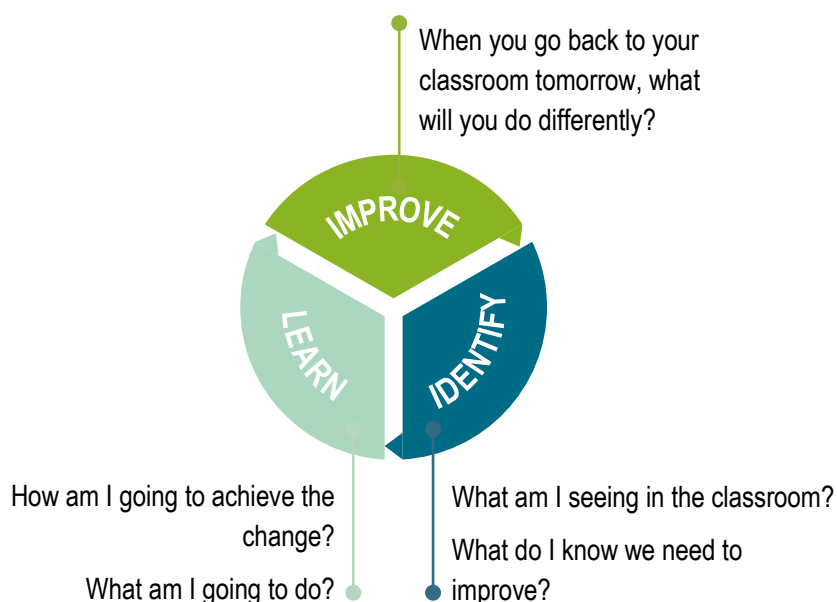 When you go back to your
classroom tomorrow, what
will you do differently?
IMPROVE
LEARN
IDENTIFY
How am I going to achieve the
change?
What am I going to do?
What am I seeing in the classroom?
What do I know we need to
improve?